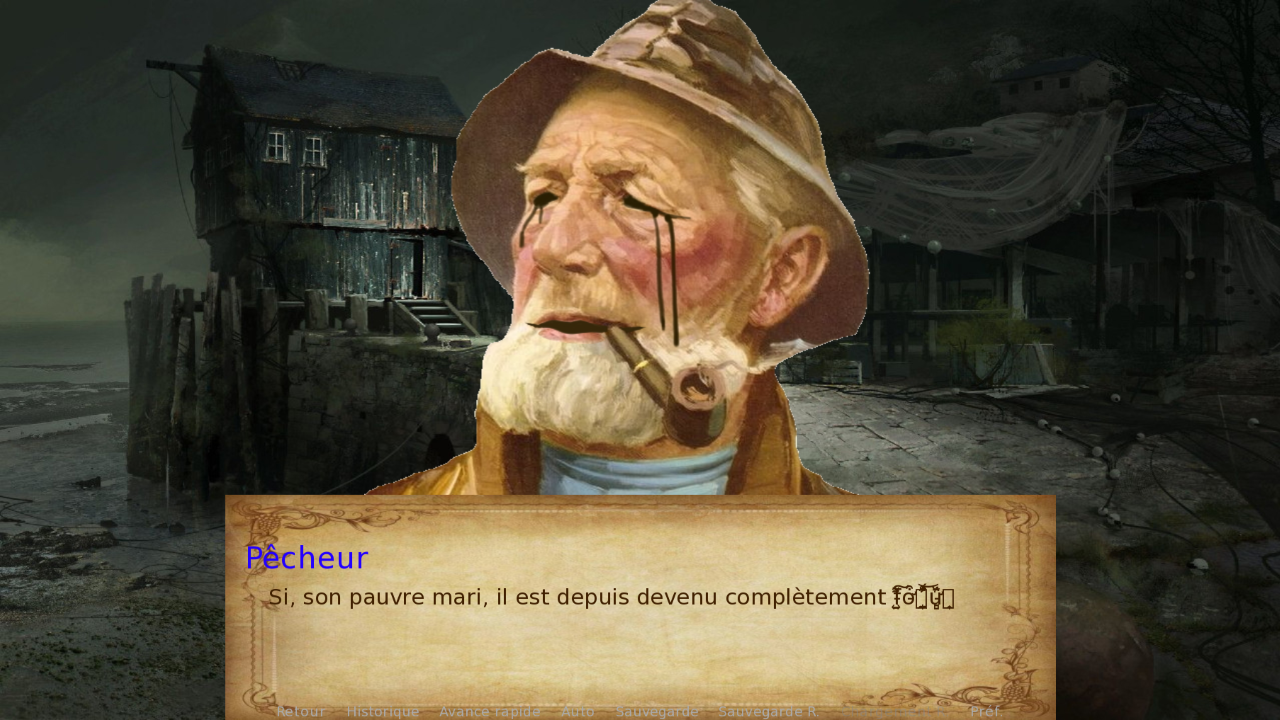 Pêcheur
Si, son pauvre mari, il est depuis devenu complètement
Retour Historique Avance rapide Auto Sauvegarde Sauvegarde R. Préf.